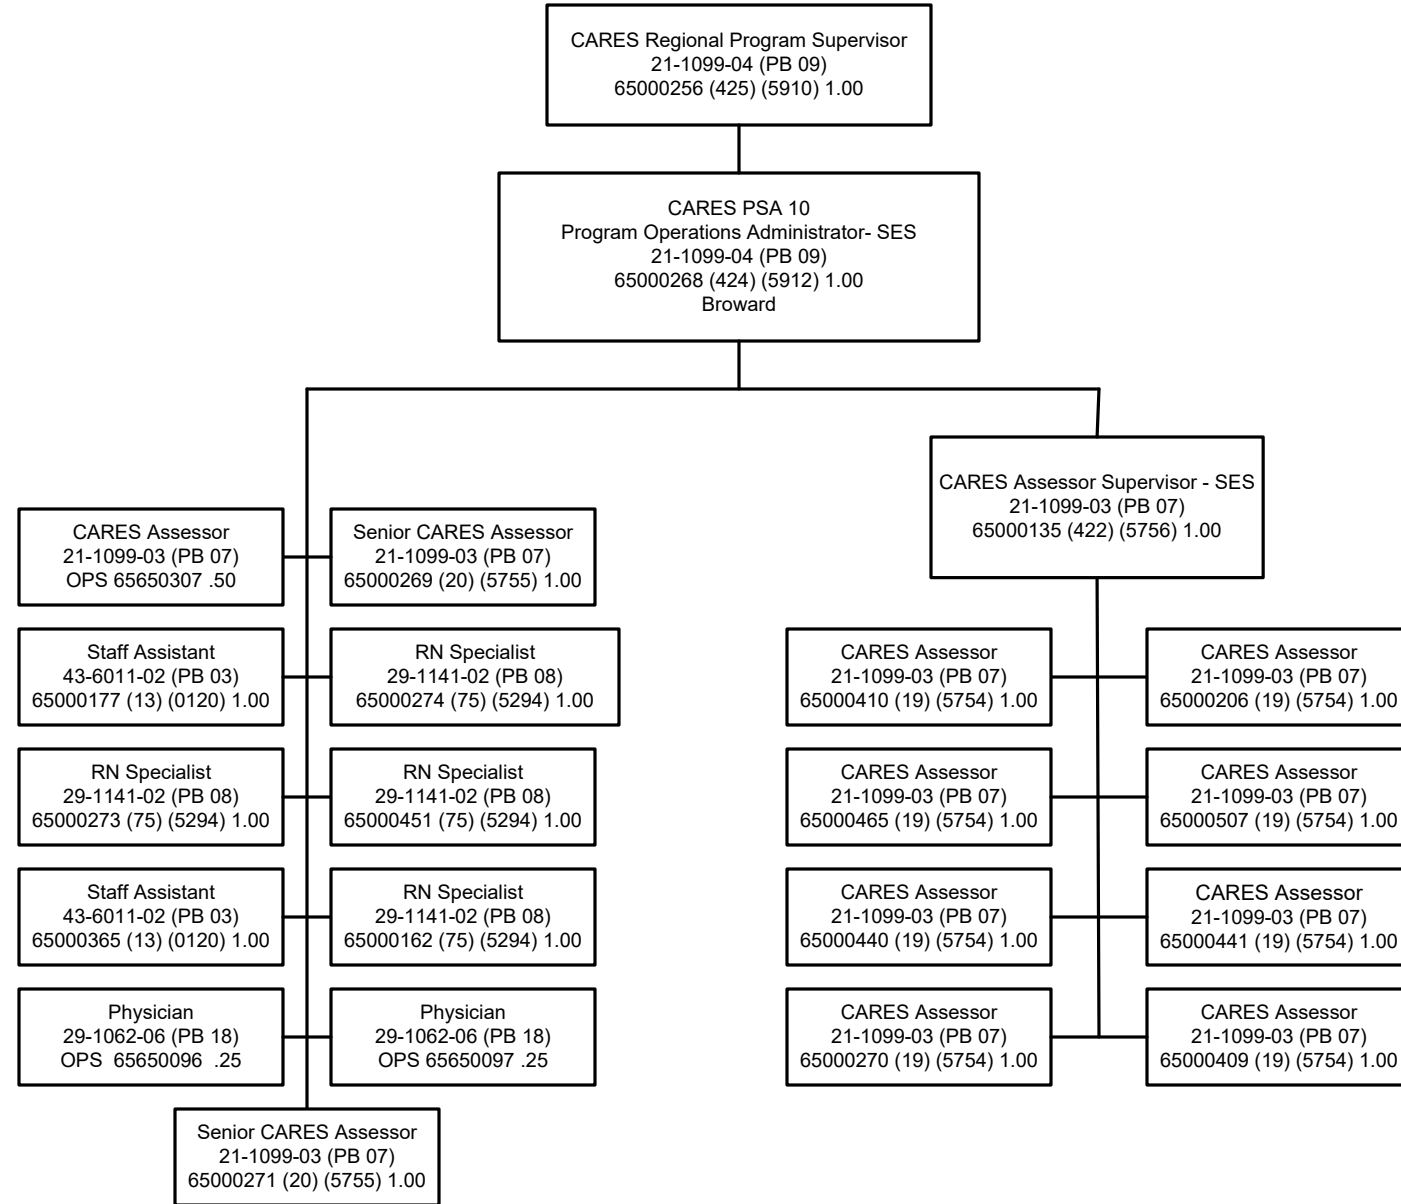 CARES Regional Program Supervisor
21-1099-04 (PB 09)
65000256 (425) (5910) 1.00
CARES PSA 10
Program Operations Administrator- SES
21-1099-04 (PB 09)
65000268 (424) (5912) 1.00
Broward
CARES Assessor
21-1099-03 (PB 07)
OPS 65650307 .50
Senior CARES Assessor
21-1099-03 (PB 07)
65000269 (20) (5755) 1.00
Staff Assistant
43-6011-02 (PB 03)
65000177 (13) (0120) 1.00
RN Specialist
29-1141-02 (PB 08)
65000274 (75) (5294) 1.00
RN Specialist
29-1141-02 (PB 08)
65000273 (75) (5294) 1.00
RN Specialist
29-1141-02 (PB 08)
65000451 (75) (5294) 1.00
Staff Assistant
43-6011-02 (PB 03)
65000365 (13) (0120) 1.00
RN Specialist
29-1141-02 (PB 08)
65000162 (75) (5294) 1.00
Physician
29-1062-06 (PB 18)
OPS 65650096 .25
Physician
29-1062-06 (PB 18)
OPS 65650097 .25
Senior CARES Assessor
21-1099-03 (PB 07)
65000271 (20) (5755) 1.00
CARES Assessor Supervisor - SES
21-1099-03 (PB 07)
65000135 (422) (5756) 1.00
CARES Assessor
21-1099-03 (PB 07)
65000410 (19) (5754) 1.00
CARES Assessor
21-1099-03 (PB 07)
65000206 (19) (5754) 1.00
CARES Assessor
21-1099-03 (PB 07)
65000465 (19) (5754) 1.00
CARES Assessor
21-1099-03 (PB 07)
65000507 (19) (5754) 1.00
CARES Assessor
21-1099-03 (PB 07)
65000440 (19) (5754) 1.00
CARES Assessor
21-1099-03 (PB 07)
65000441 (19) (5754) 1.00
CARES Assessor
21-1099-03 (PB 07)
65000270 (19) (5754) 1.00
CARES Assessor
21-1099-03 (PB 07)
65000409 (19) (5754) 1.00